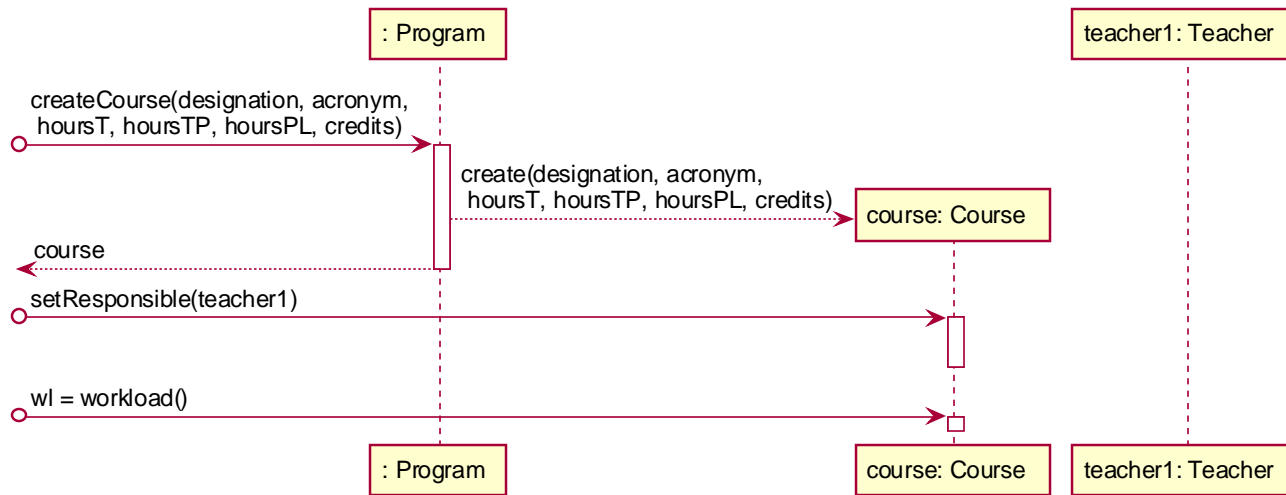 : Program
teacher1: Teacher
createCourse(designation, acronym,
hoursT, hoursTP, hoursPL, credits)
create(designation, acronym,
hoursT, hoursTP, hoursPL, credits)
course: Course
course
setResponsible(teacher1)
wl = workload()
: Program
course: Course
teacher1: Teacher